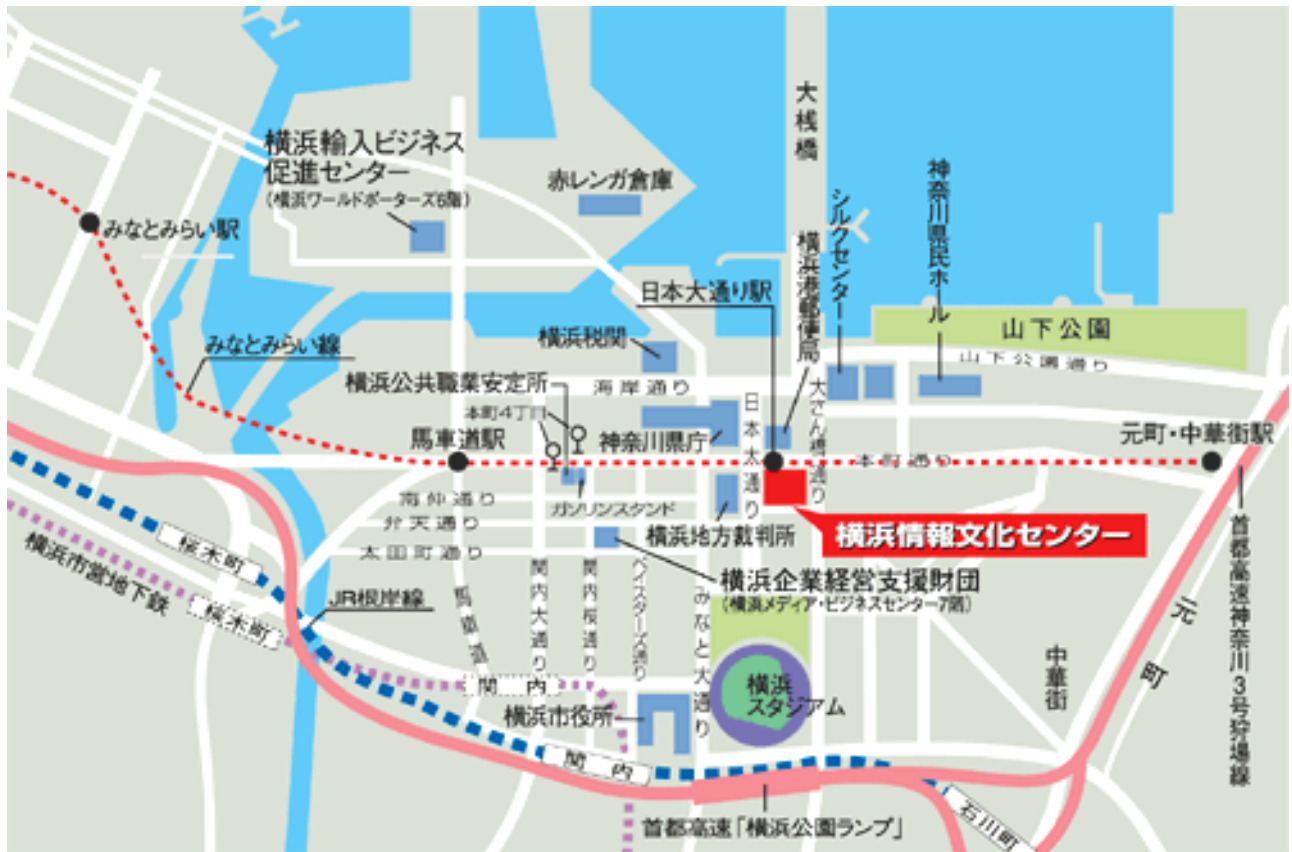 大桟橋
横浜輸入ビジネス
促進センター
(横浜ワールドポーターズ6階)
赤レンガ倉庫
神奈川県民ホール
シルクセンター
みなとみらい駅
横浜港郵便局
日本大通り駅
山下公園
横浜税関
みなとみらい線
山下公園通り
横浜公共職業安定所
海岸通り
本町4丁目
日本大通り
大さん橋通り
馬車道駅
神奈川県庁
元町・中華街駅
本町通り
南仲通り
ガソリンスタンド
弁天通り
横浜地方裁判所
横浜情報文化センター
太田町通り
桜木町
横浜市営地下鉄
桜木町
JR根岸線
横浜企業経営支援財団
(横浜メディア・ビジネスセンター7階)
首都高速神奈川3号狩場線
馬車道
関内大通り
関内桜通り
ベイスターズ通り
みなと大通り
元町
中華街
関内
横浜
スタジアム
横浜市役所
関内
石川町
首都高速「横浜公園ランプ」